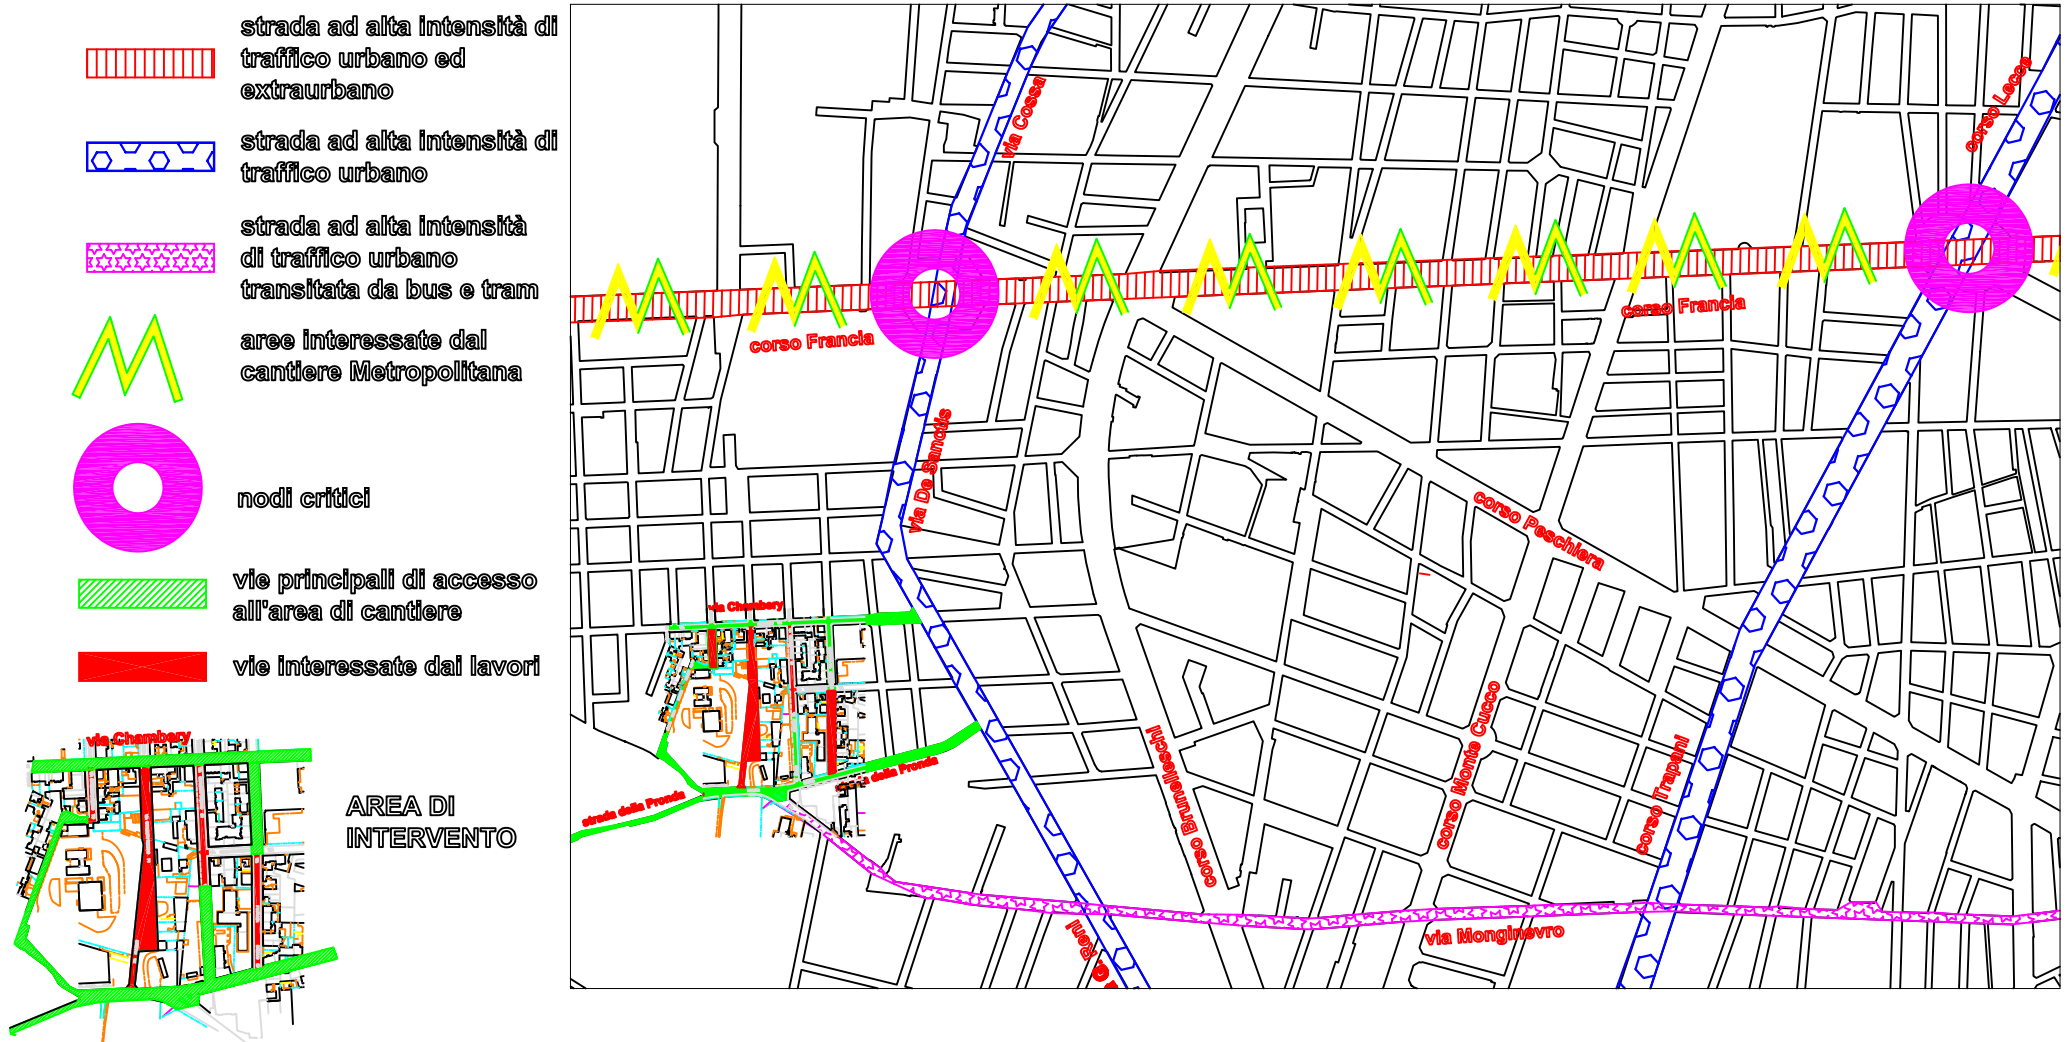 strada ad alta intensità di
traffico urbano ed
extraurbano
strada ad alta intensità di
traffico urbano
strada ad alta intensità
di traffico urbano
transitata da bus e tram
aree interessate dal
cantiere Metropolitana
nodi critici
vie principali di accesso
all'area di cantiere
vie interessate dai lavori
via Chambery
AREA DI
INTERVENTO
via Cossa
corso Lecce
corso Francia
corso Francia
via De Sanctis
corso Peschiera
via Chambery
strada della Pronda
della Pronda
corso Brunelleschi
corso Monte Cucco
corso Trapani
via Monginevro
G. Reni